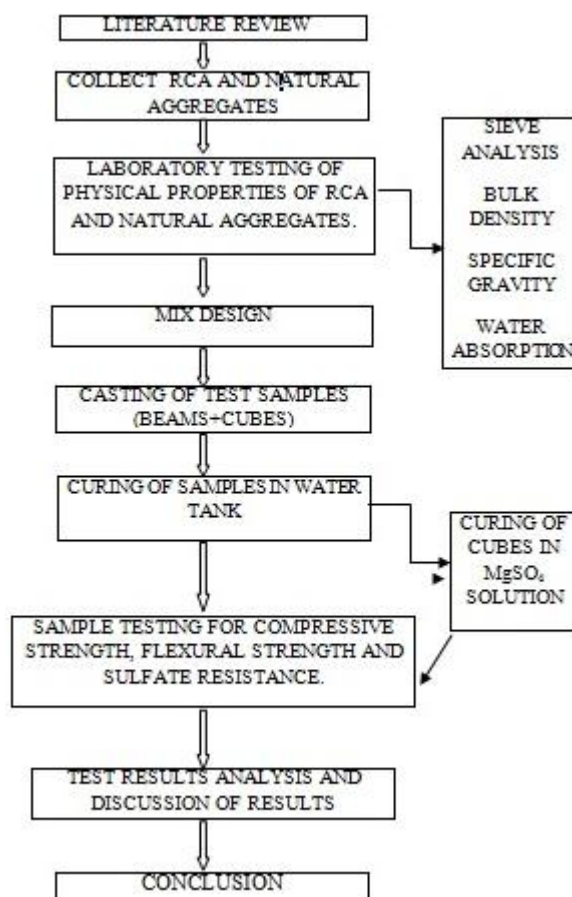 LITERATURE REVIEW
COLLECT RCA AND NATURAL
AGGREGATES
LABORATORY TESTING OF
PHYSICAL PROPERTIES OF RCA
AND NATURAL AGGREGATES.
SIEVE
ANALYSIS
BULK
DENSITY
SPECIFIC
GRAVITY
WATER
ABSORPTION
MIX DESIGN
CASTING OF TEST SAMPLES
(BEAMS+CUBES)
CURING OF SAMPLES IN WATER
TANK
CURING OF
CUBES IN
MgSO₄
SOLUTION
SAMPLE TESTING FOR COMPRESSIVE
STRENGTH, FLEXURAL STRENGTH AND
SULFATE RESISTANCE.
TEST RESULTS ANALYSIS AND
DISCUSSION OF RESULTS
CONCLUSION